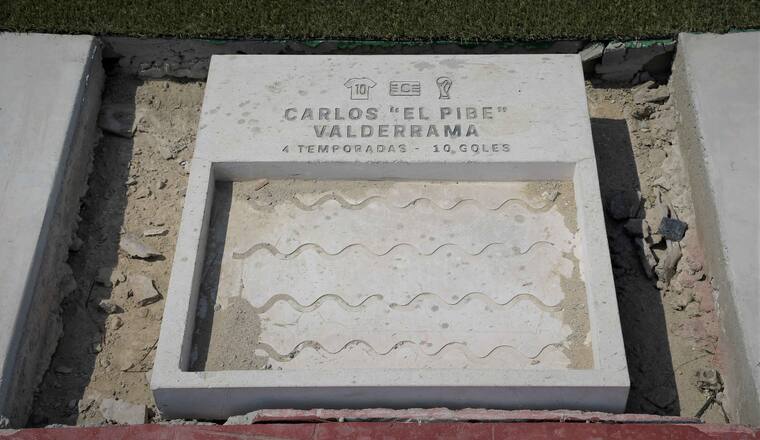 10 C
CARLOS "EL PIBE"
VALDERRAMA
4 TEMPORADAS - 10 GOLES